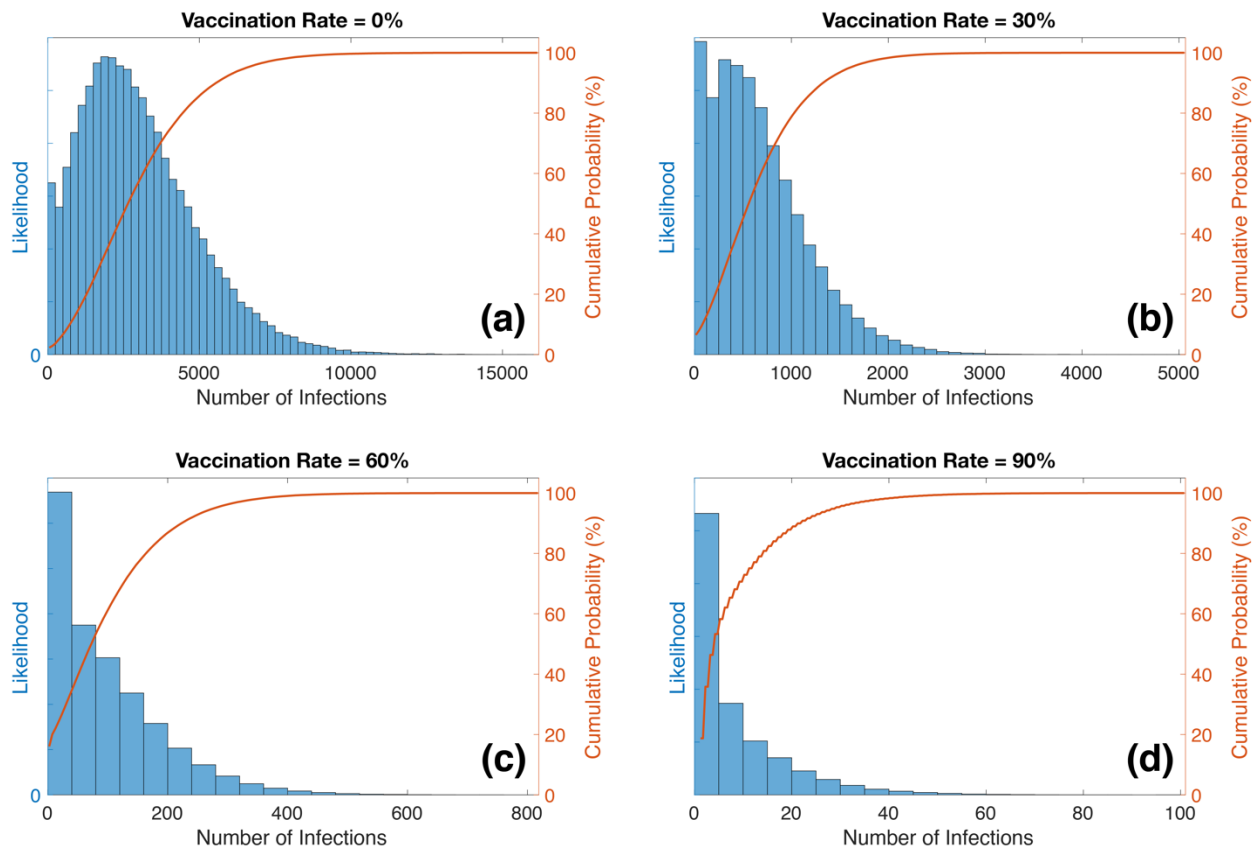 Vaccination Rate = 0%
Likelihood
0
0 5000 10000 15000
Number of Infections
0 20 40 60 80 100
Cumulative Probability (%)
(a)
Vaccination Rate = 30%
Likelihood
0 1000 2000 3000 4000 5000
Number of Infections
0 20 40 60 80 100
Cumulative Probability (%)
(b)
Vaccination Rate = 60%
Likelihood
0
0 200 400 600 800
Number of Infections
0 20 40 60 80 100
Cumulative Probability (%)
(c)
Vaccination Rate = 90%
Likelihood
0 20 40 60 80 100
Number of Infections
0 20 40 60 80 100
Cumulative Probability (%)
(d)